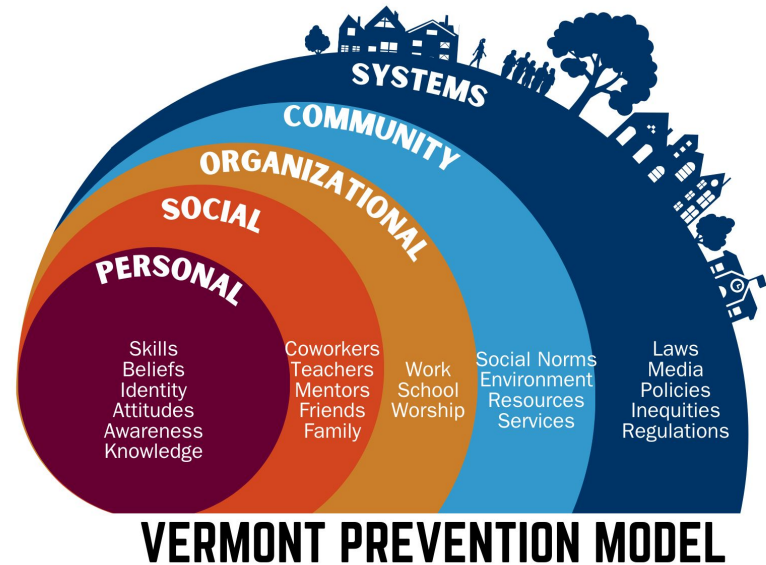 SYSTEMS
COMMUNITY
ORGANIZATIONAL
SOCIAL
PERSONAL
Skills
Beliefs
Identity
Attitudes
Awareness
Knowledge
Coworkers
Teachers
Mentors
Friends
Family
Work
School
Worship
Social Norms
Environment
Resources
Services
Laws
Media
Policies
Inequities
Regulations
VERMONT PREVENTION MODEL